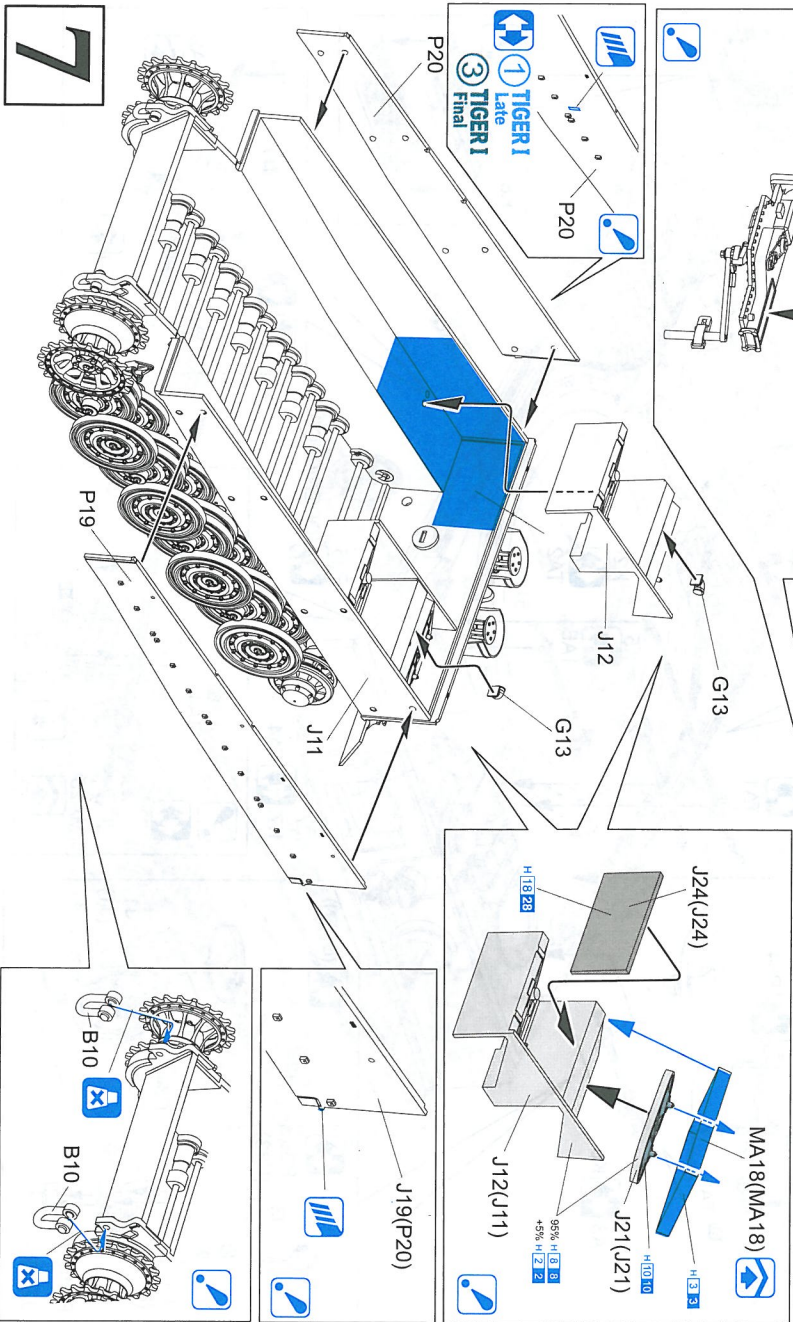 7
P20
P20
① TIGER I
Late
③ TIGER I
Final
J12
G13
G13
J11
P19
J24(J24)
H 18 28
MA18(MA18)
H 3 3
J21(J21)
H 10 10
J12(J11)
95% H 8 8
+5% H 2 2
J19(P20)
B10
B10